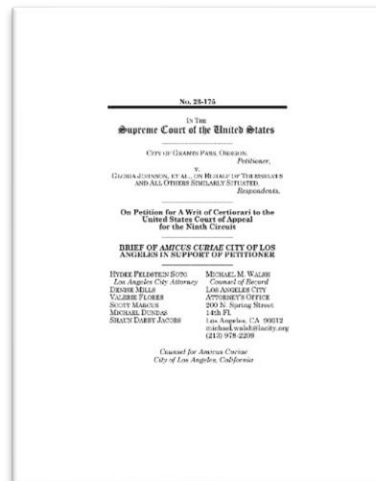 No. 23-175
IN THE
Supreme Court of the United States
CITY OF GRANTS PASS, OREGON,
Petitioner,
v.
GLORIA JOHNSON, ET AL., ON BEHALF OF THEMSELVES
AND ALL OTHERS SIMILARLY SITUATED,
Respondents.
On Petition for A Writ of Certiorari to the
United States Court of Appeal
for the Ninth Circuit
BRIEF OF AMICUS CURIAE CITY OF LOS
ANGELES IN SUPPORT OF PETITIONER
HYDEE FELDSTEIN SOTO
Los Angeles City Attorney
DENISE MILLS
VALERIE FLORES
SCOTT MARCUS
MICHAEL DUNDAS
SHAUN DABBY JACOBS
MICHAEL M. WALSH
Counsel of Record
LOS ANGELES CITY
ATTORNEY'S OFFICE
200 N. Spring Street
14th Fl.
Los Angeles, CA 90012
michael.walsh@lacity.org
(213) 978-2209
Counsel for Amicus Curiae
City of Los Angeles, California